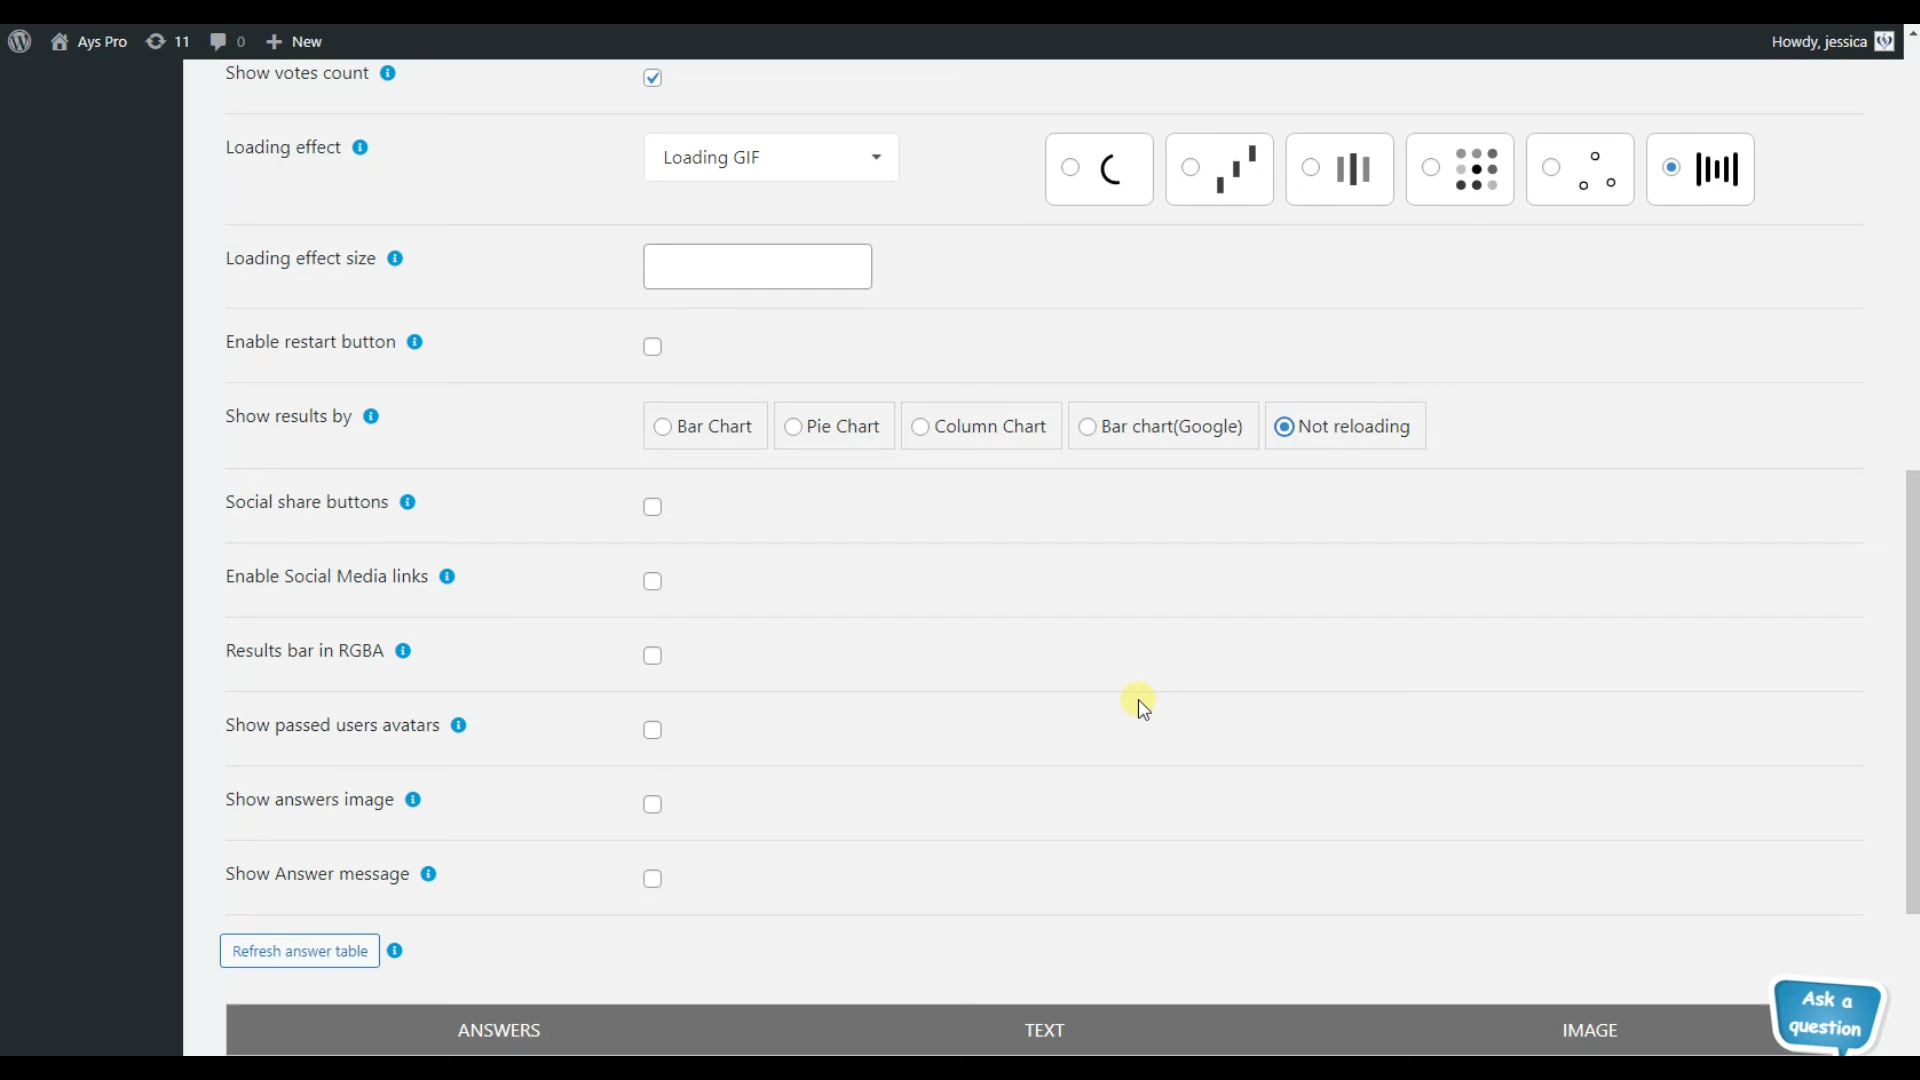 Ays Pro 11 0 New Howdy, jessica
Show votes count
Loading effect Loading GIF
Loading effect size
Enable restart button
Show results by Bar Chart Pie Chart Column Chart Bar chart(Google) Not reloading
Social share buttons
Enable Social Media links
Results bar in RGBA
Show passed users avatars
Show answers image
Show Answer message
Refresh answer table
Ask a
question
ANSWERS TEXT IMAGE